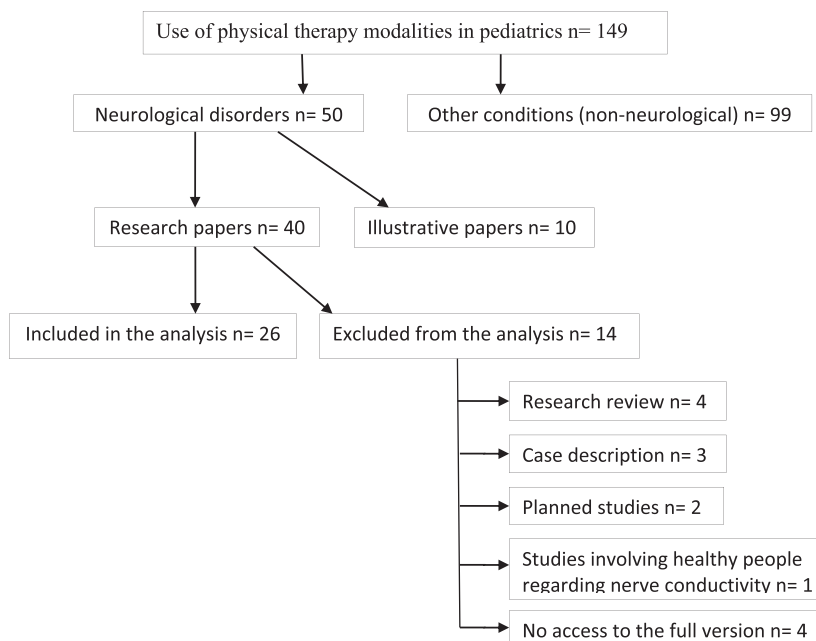 Use of physical therapy modalities in pediatrics n= 149
Neurological disorders n= 50
Other conditions (non-neurological) n= 99
Research papers n= 40
Illustrative papers n= 10
Included in the analysis n= 26
Excluded from the analysis n= 14
Research review n= 4
Case description n= 3
Planned studies n= 2
Studies involving healthy people
regarding nerve conductivity n= 1
No access to the full version n= 4